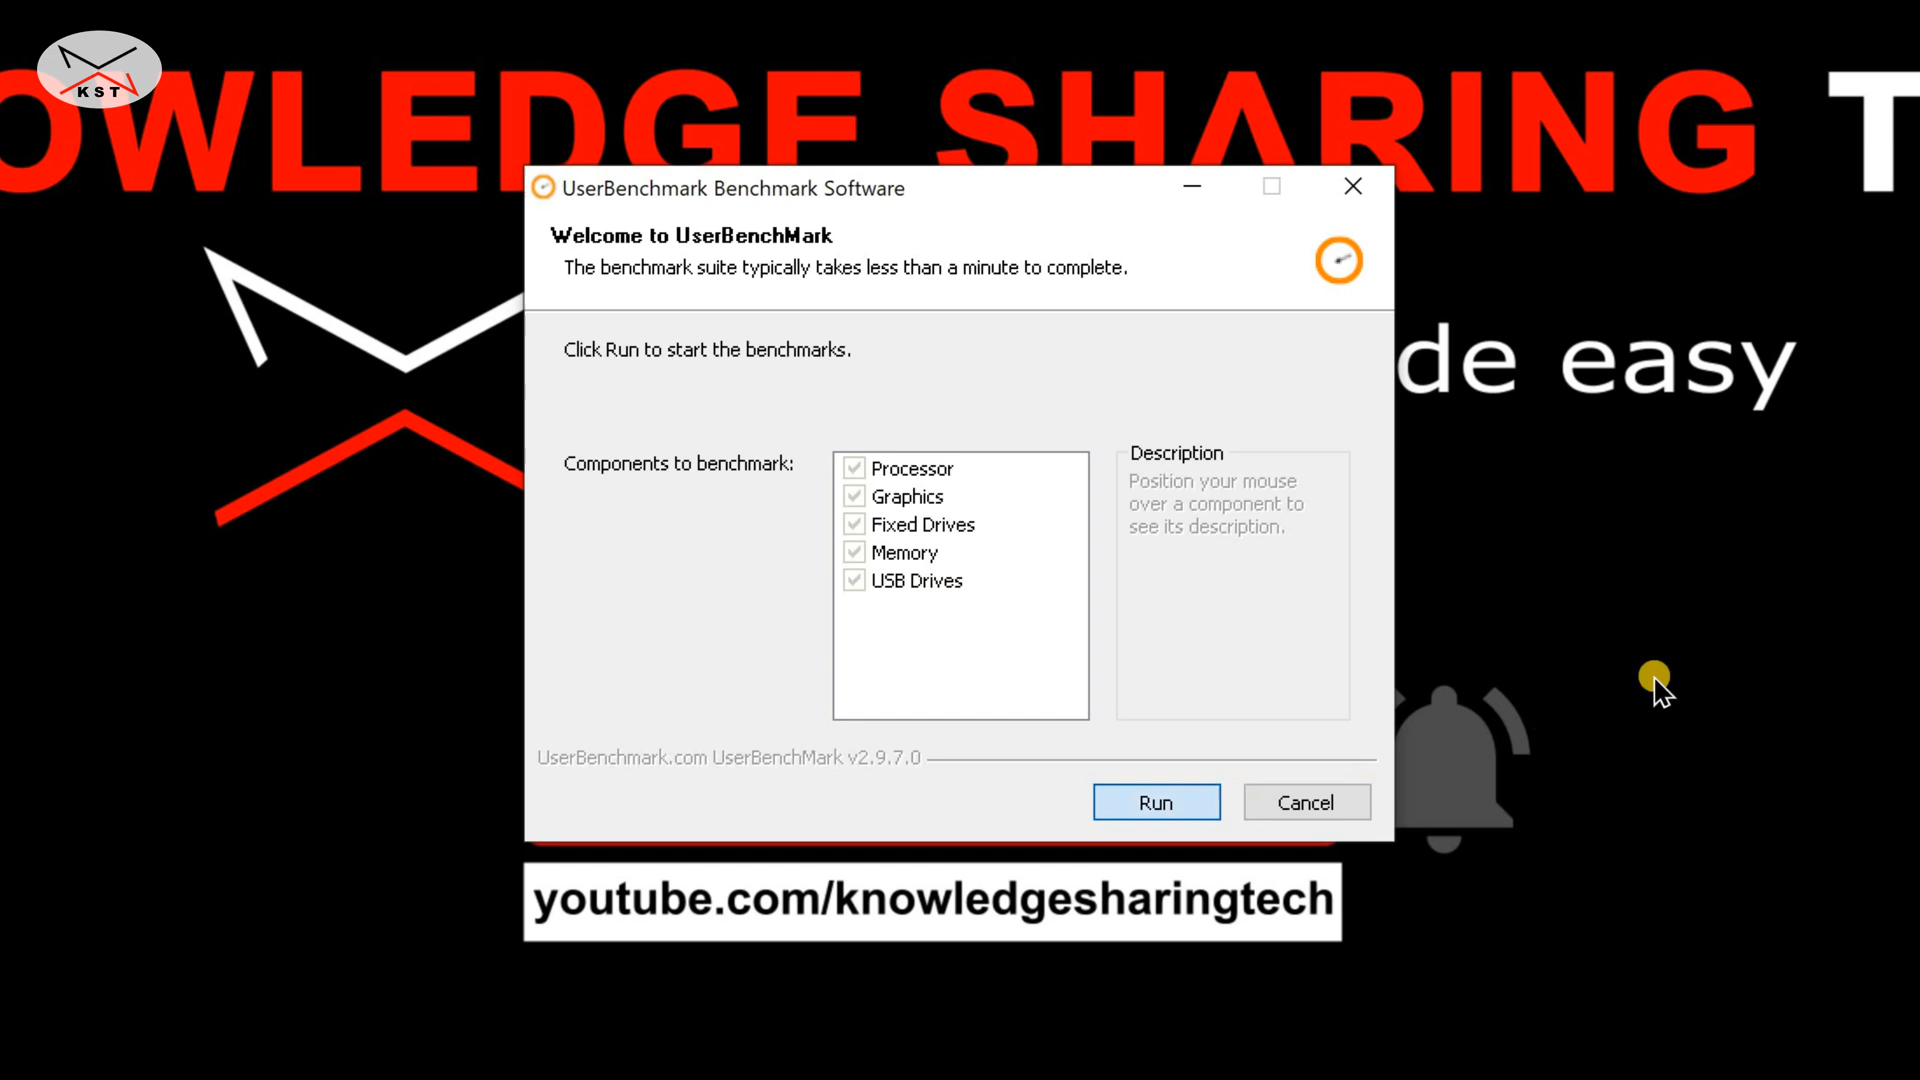 KST
OWLEDGE SHARING T
de easy
UserBenchmark Benchmark Software
Welcome to UserBenchMark
The benchmark suite typically takes less than a minute to complete.
Click Run to start the benchmarks.
Components to benchmark:
Processor
Graphics
Fixed Drives
Memory
USB Drives
Description
Position your mouse
over a component to
see its description.
UserBenchmark.com UserBenchMark v2.9.7.0
Run
Cancel
youtube.com/knowledgesharingtech